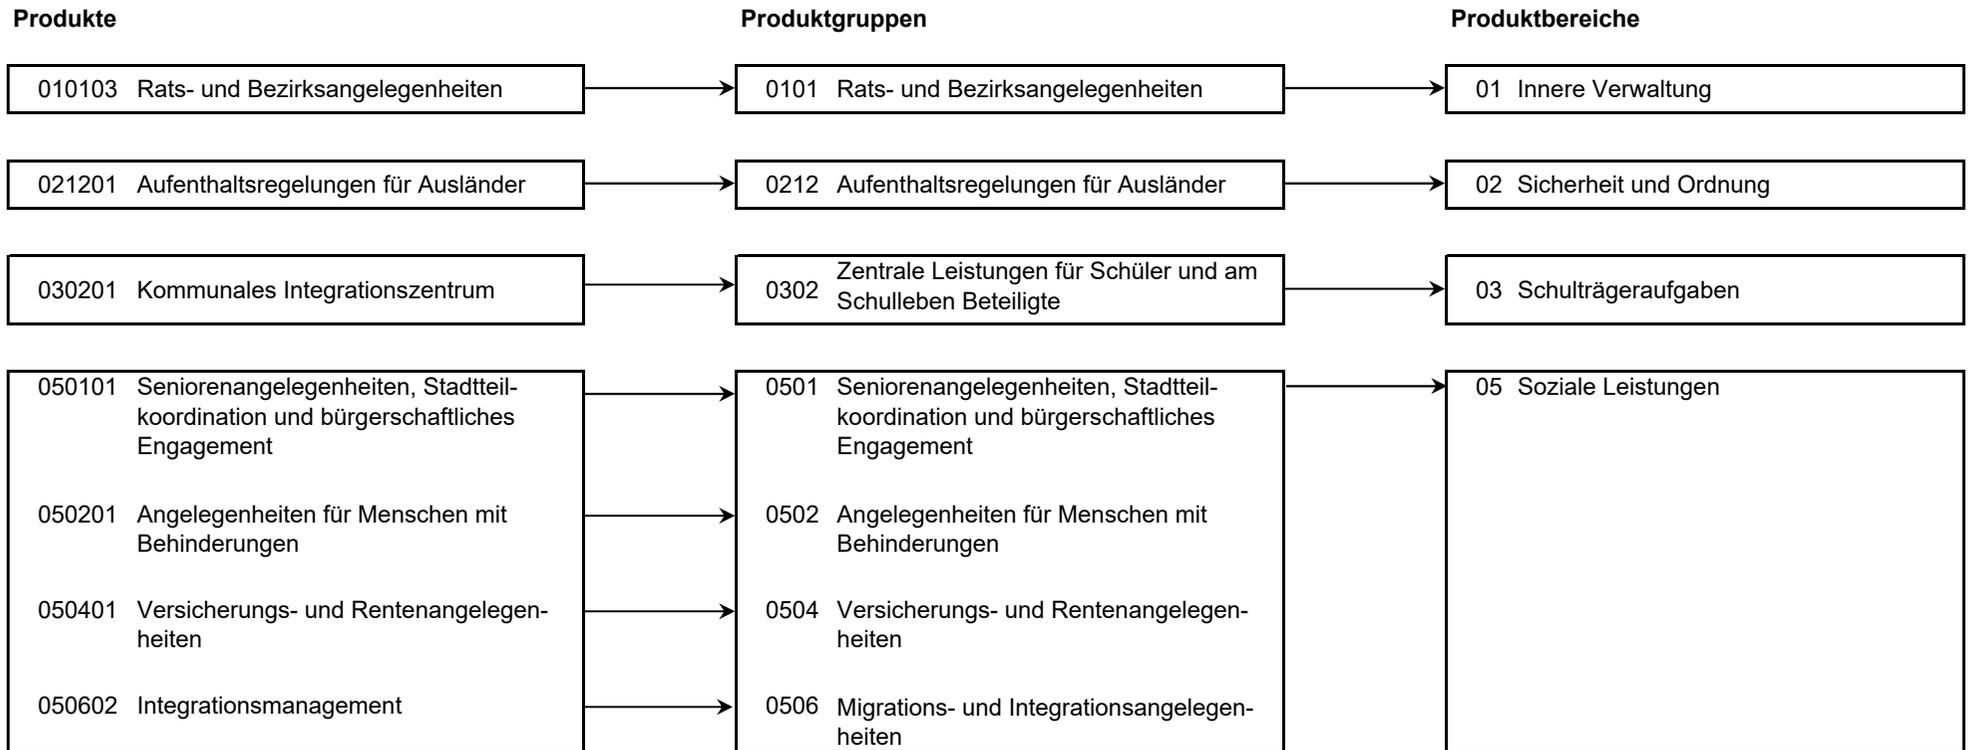 Produkte Produktgruppen Produktbereiche
010103 Rats- und Bezirksangelegenheiten 0101 Rats- und Bezirksangelegenheiten 01 Innere Verwaltung
021201 Aufenthaltsregelungen für Ausländer 0212 Aufenthaltsregelungen für Ausländer 02 Sicherheit und Ordnung
030201 Kommunales Integrationszentrum 0302 Zentrale Leistungen für Schüler und am
Schulleben Beteiligte 03 Schulträgeraufgaben
050101 Seniorenangelegenheiten, Stadtteil-
koordination und bürgerschaftliches
Engagement
0501 Seniorenangelegenheiten, Stadtteil-
koordination und bürgerschaftliches
Engagement
05 Soziale Leistungen
050201 Angelegenheiten für Menschen mit
Behinderungen
0502 Angelegenheiten für Menschen mit
Behinderungen
050401 Versicherungs- und Rentenangelegen-
heiten
0504 Versicherungs- und Rentenangelegen-
heiten
050602 Integrationsmanagement
0506 Migrations- und Integrationsangelegen-
heiten